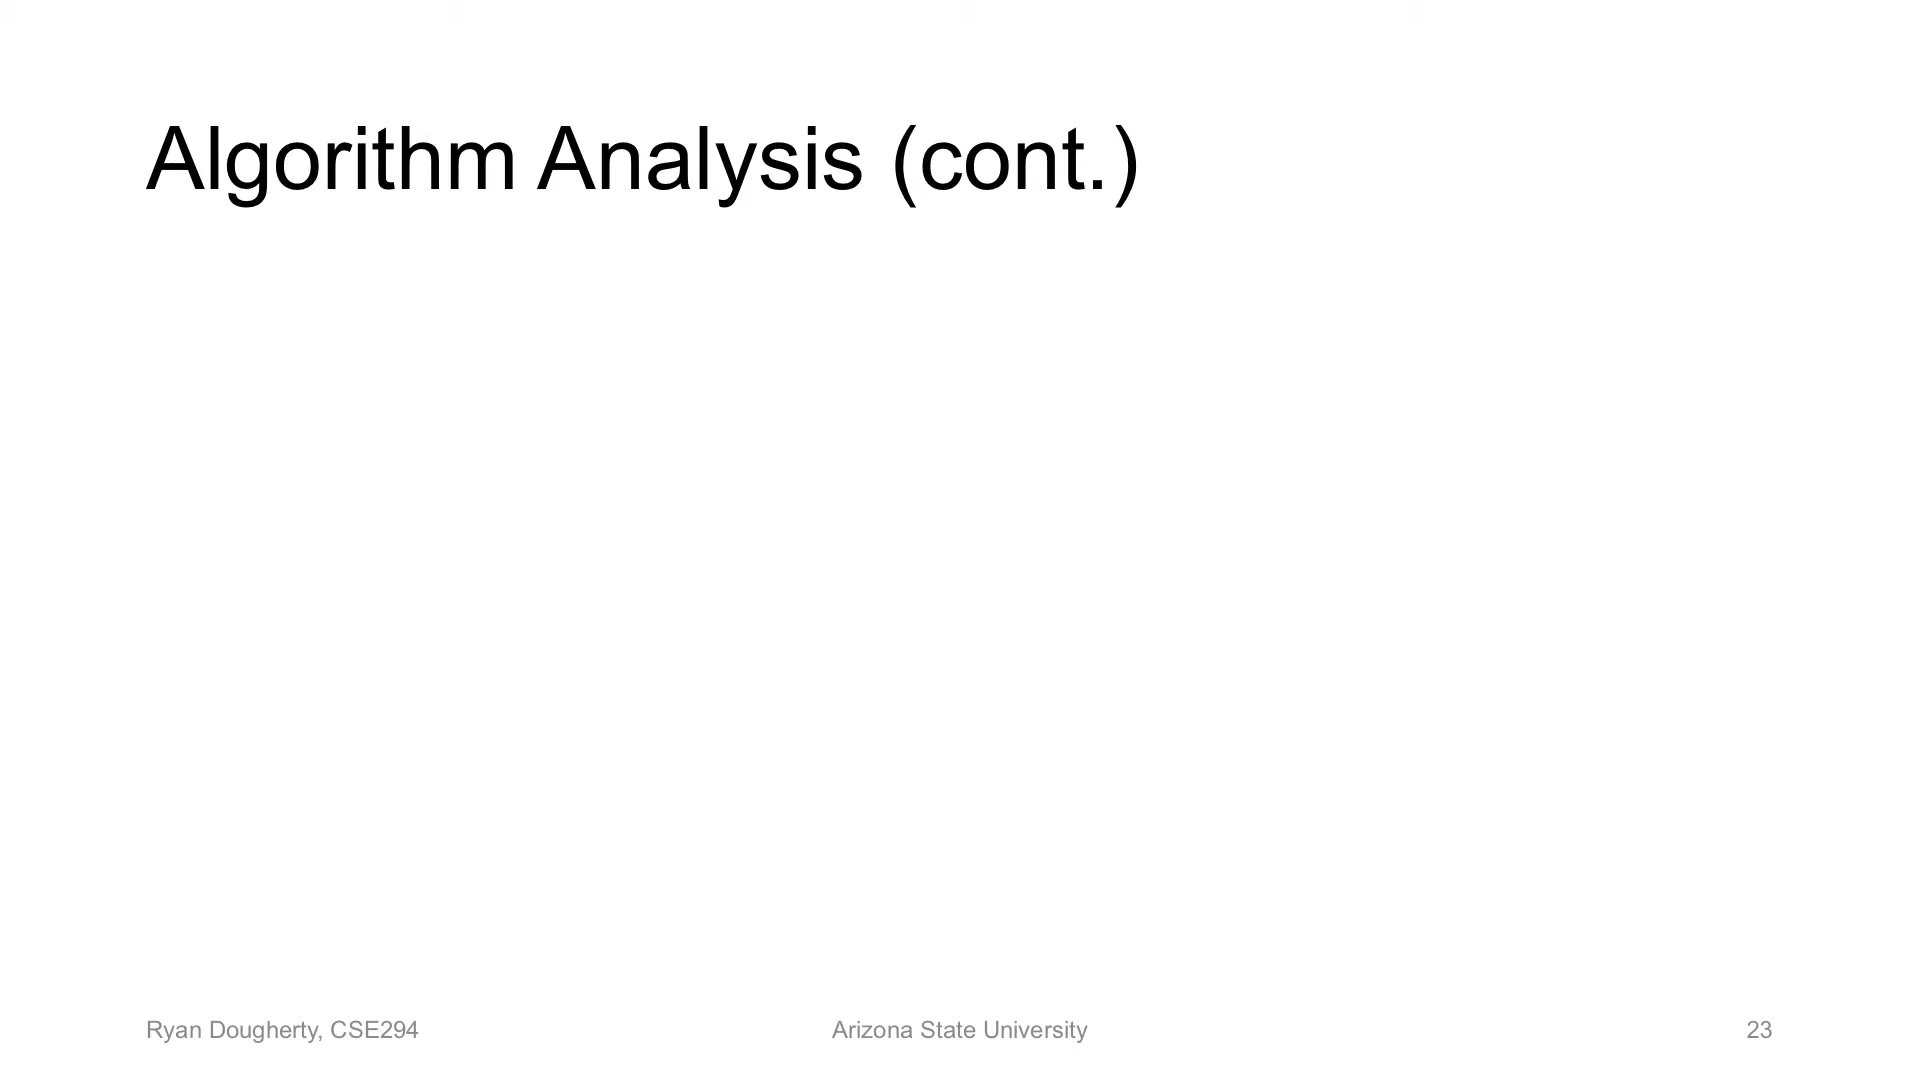 Algorithm Analysis (cont.)
Ryan Dougherty, CSE294
Arizona State University
23